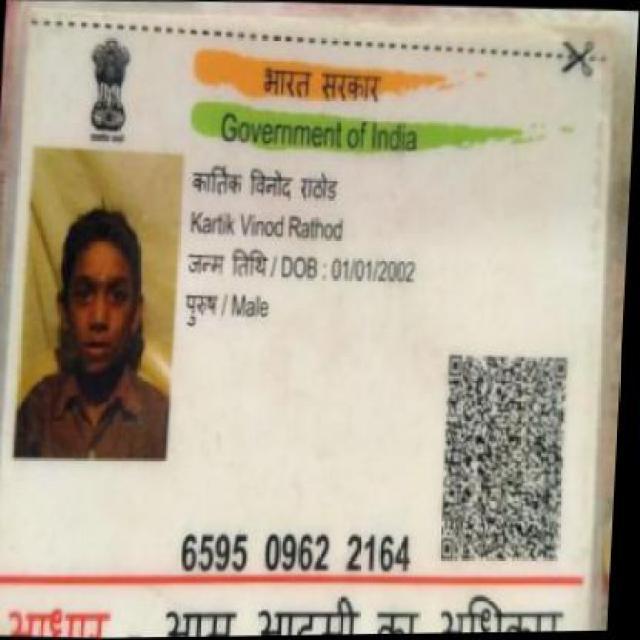 भारत सरकार
Government of India
कार्तिक विनोद राठोड
Kartik Vinod Rathod
जन्म तिथि / DOB : 01/01/2002
पुरुष / Male
6595 0962 2164
आधार - आम आदमी का अधिकार